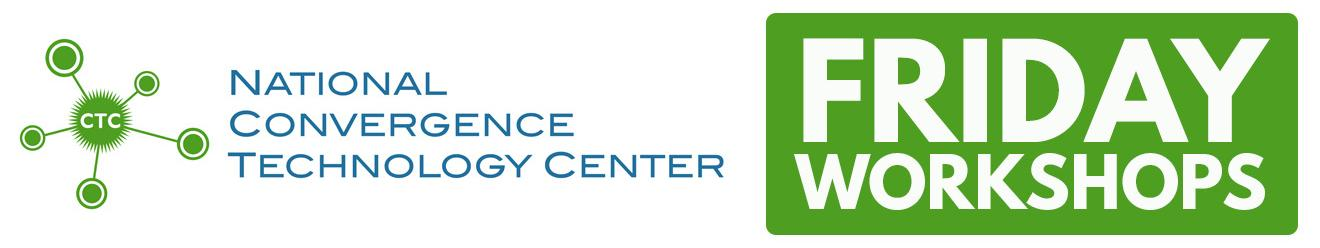 CTC
NATIONAL
CONVERGENCE
TECHNOLOGY CENTER
FRIDAY
WORKSHOPS